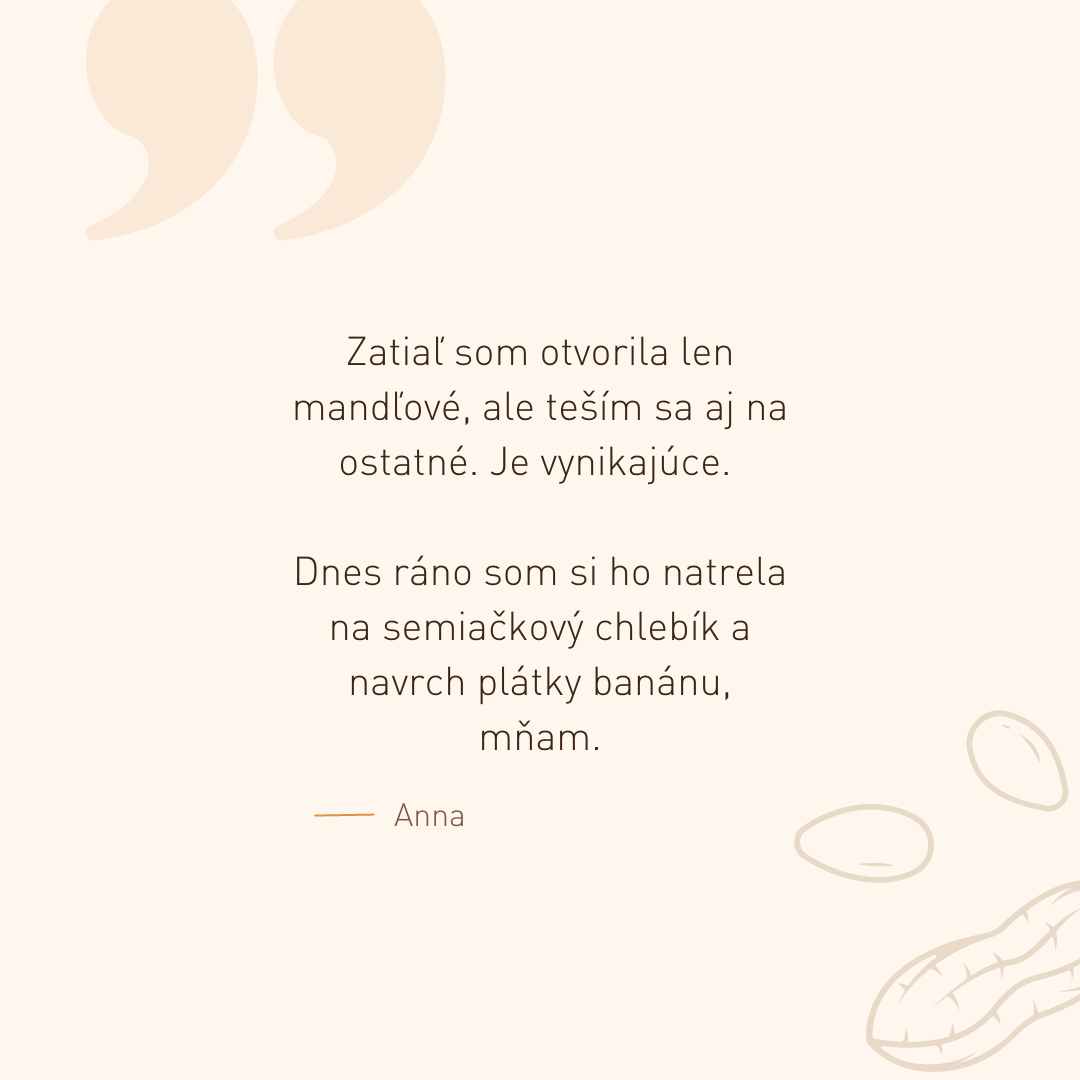 Zatiaľ som otvorila len
mandľové, ale teším sa aj na
ostatné. Je vynikajúce.
Dnes ráno som si ho natrela
na semiačkový chlebík a
navrch plátky banánu,
mňam.
Anna